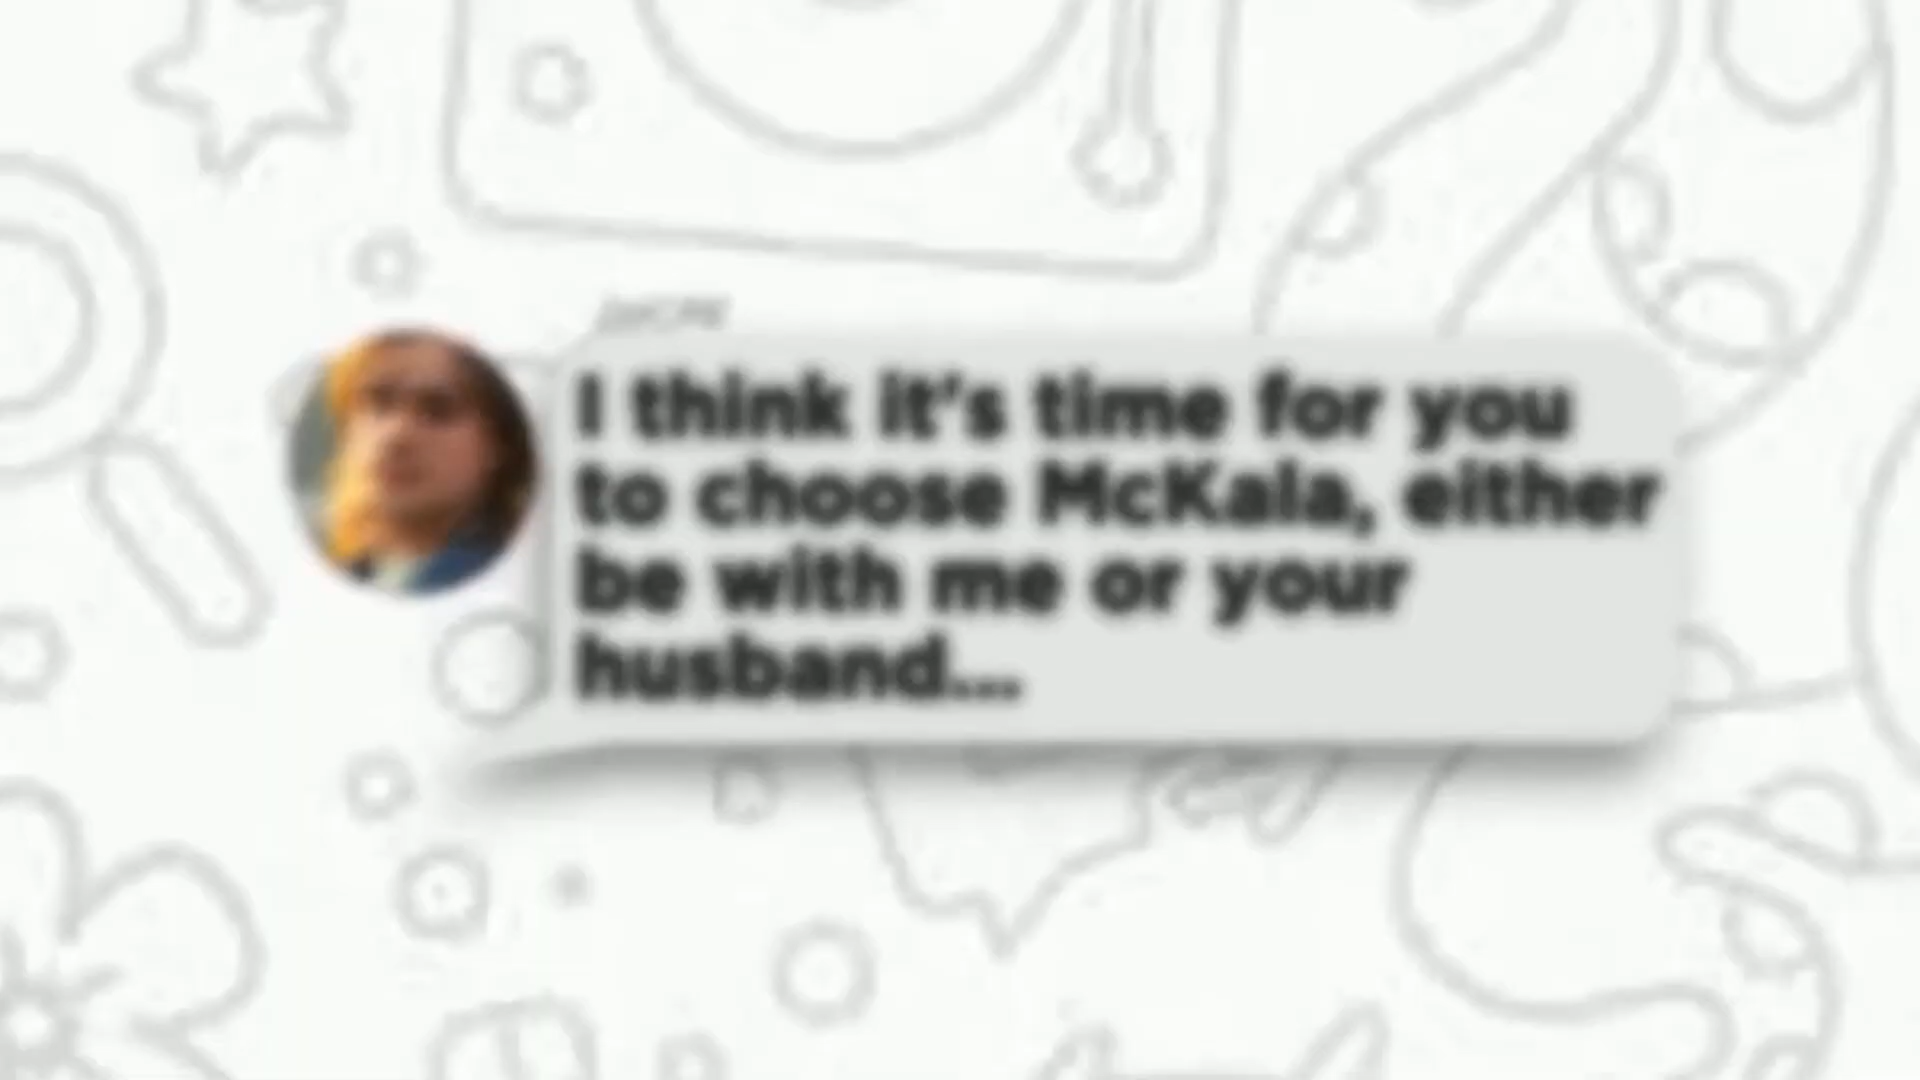 I think it's time for you
to choose McKala, either
be with me or your
husband...